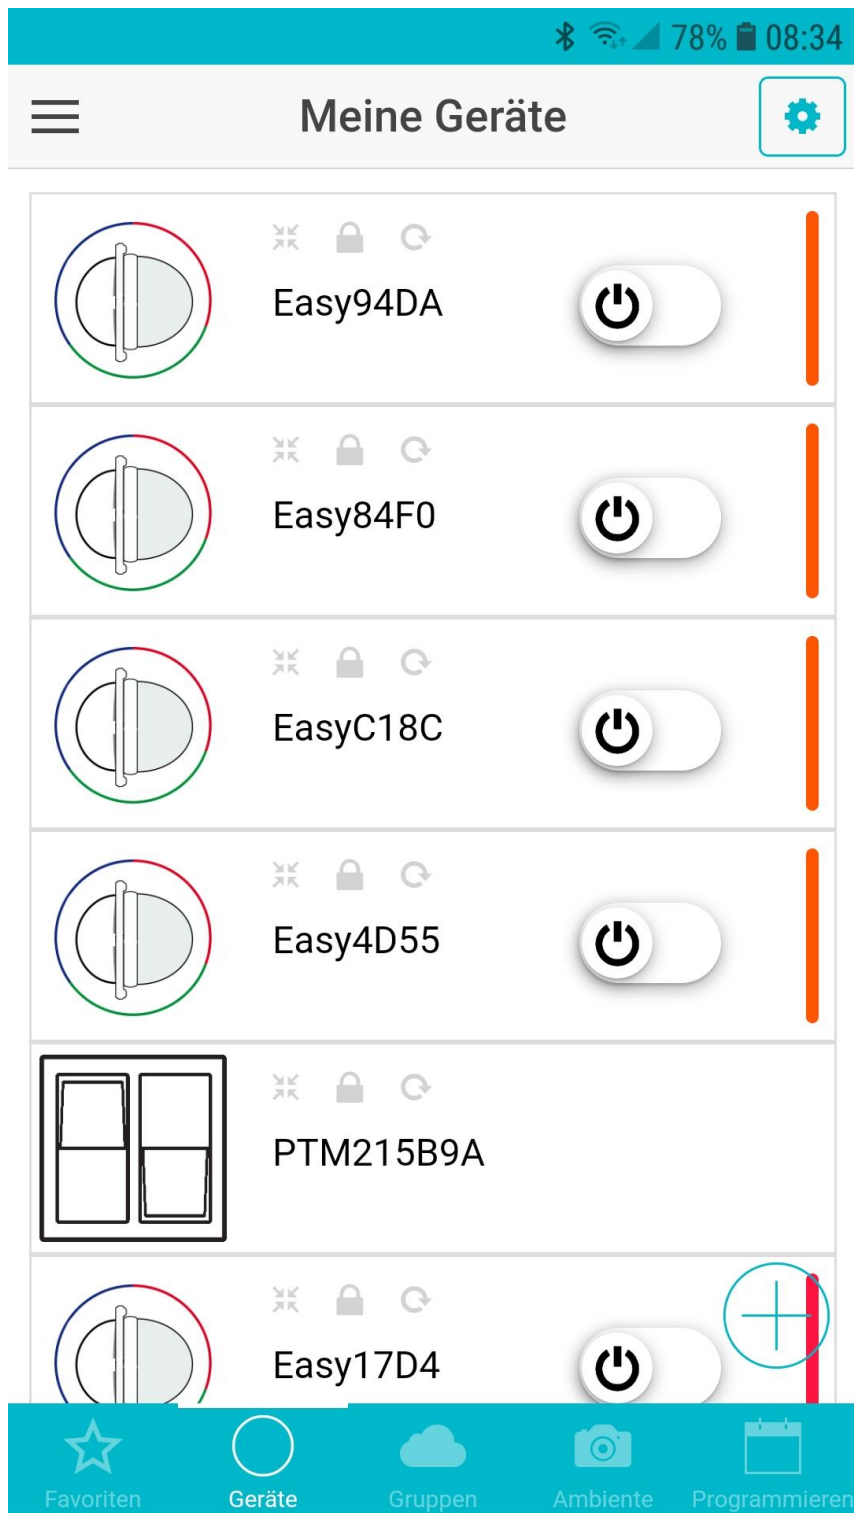 78% 08:34
Meine Geräte
Easy94DA
Easy84F0
EasyC18C
Easy4D55
PTM215B9A
Easy17D4
Favoriten Geräte Gruppen Ambiente Programmieren